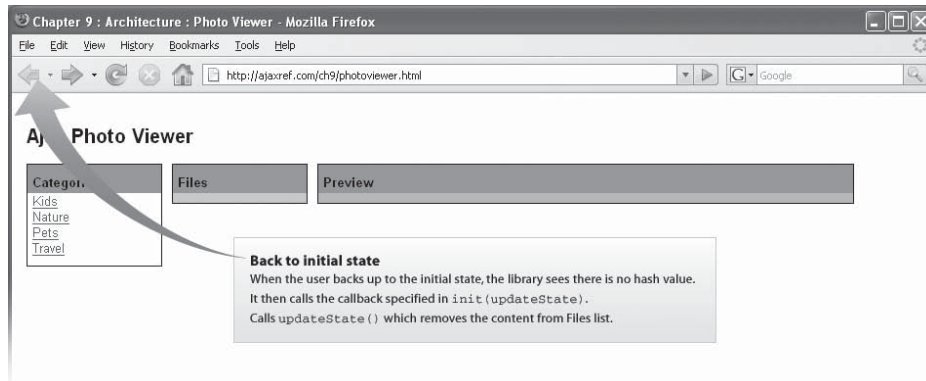 Chapter 9 : Architecture : Photo Viewer - Mozilla Firefox
File Edit View History Bookmarks Tools Help
http://ajaxref.com/ch9/photoviewer.html
G Google
Photo Viewer
Files
Preview
Kids
Nature
Pets
Travel
Back to initial state
When the user backs up to the initial state, the library sees there is no hash value.
It then calls the callback specified in init(updateState).
Calls updateState() which removes the content from Files list.